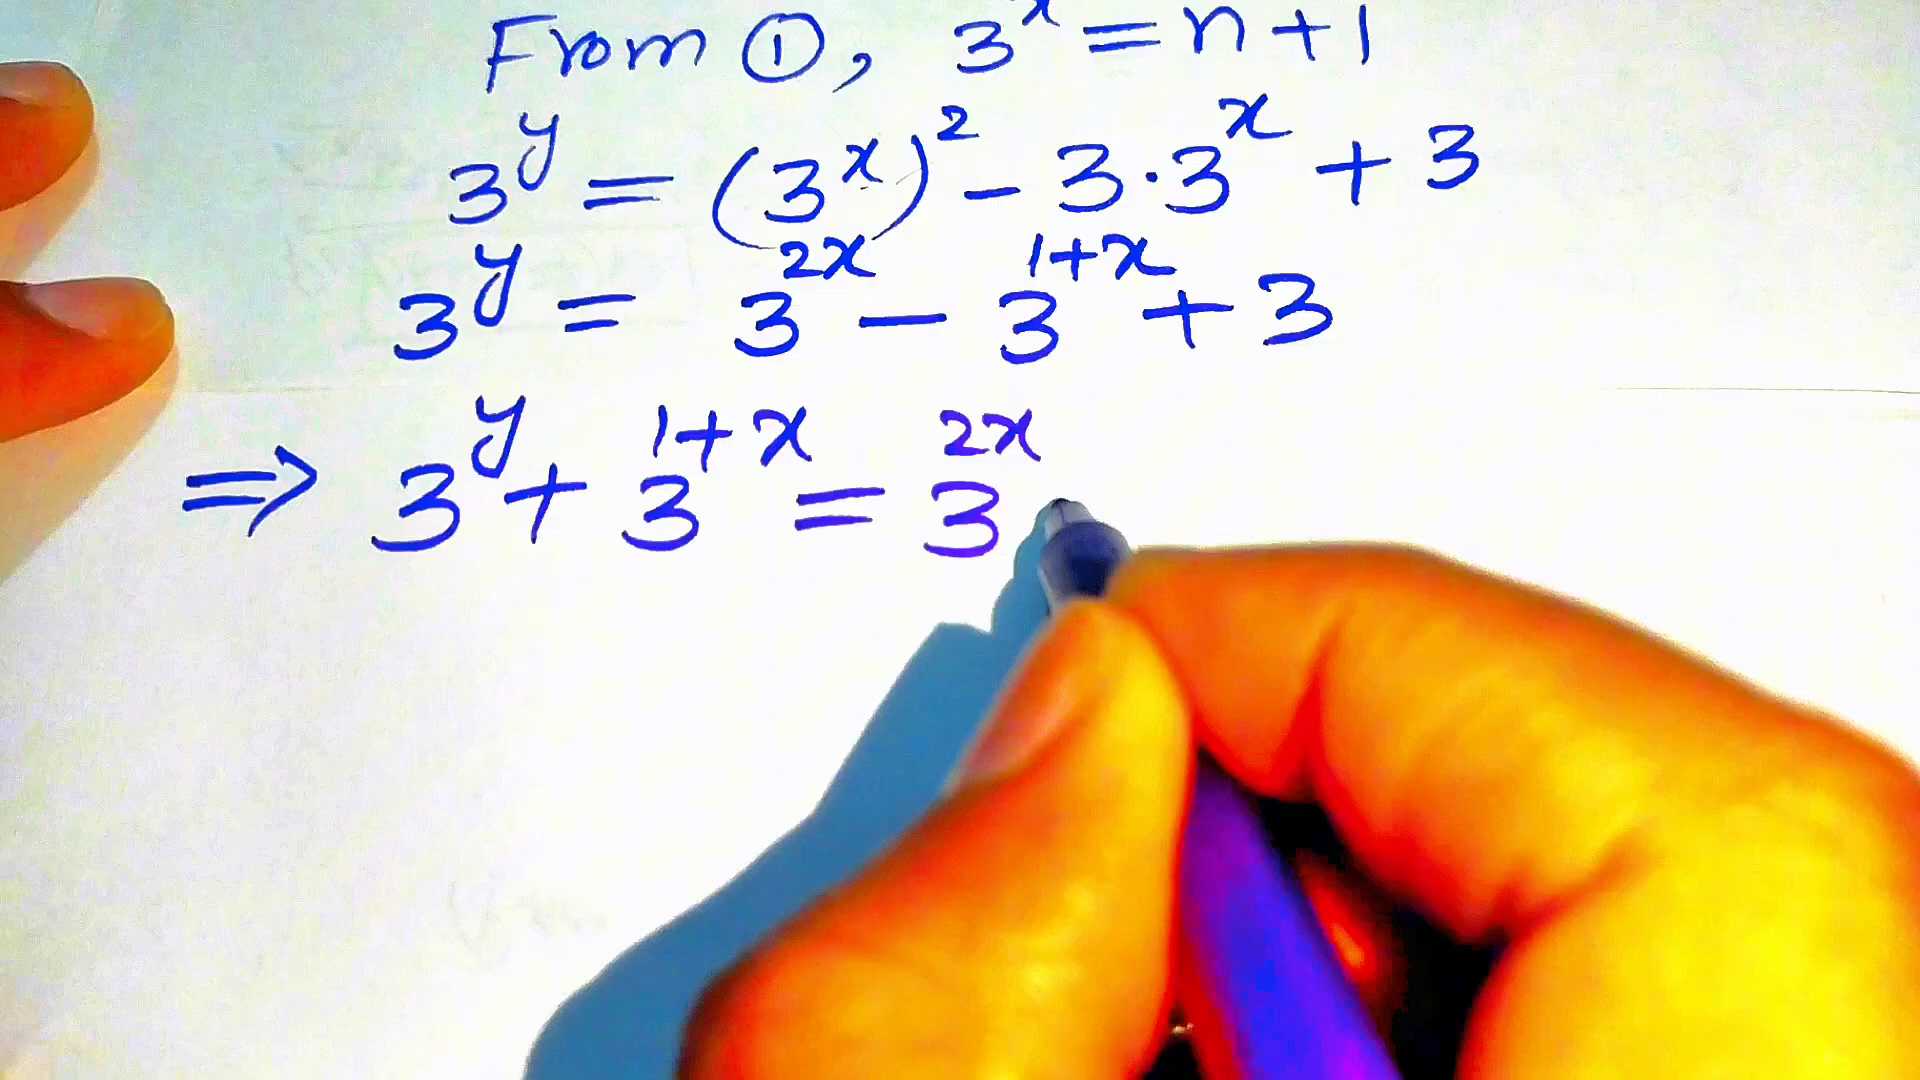 From ①, 3^x = n + 1
3^y = (3^x)^2 - 3·3^x + 3
3^y = 3^{2x} - 3^{1+x} + 3
⇒ 3^y + 3^{1+x} = 3^{2x}